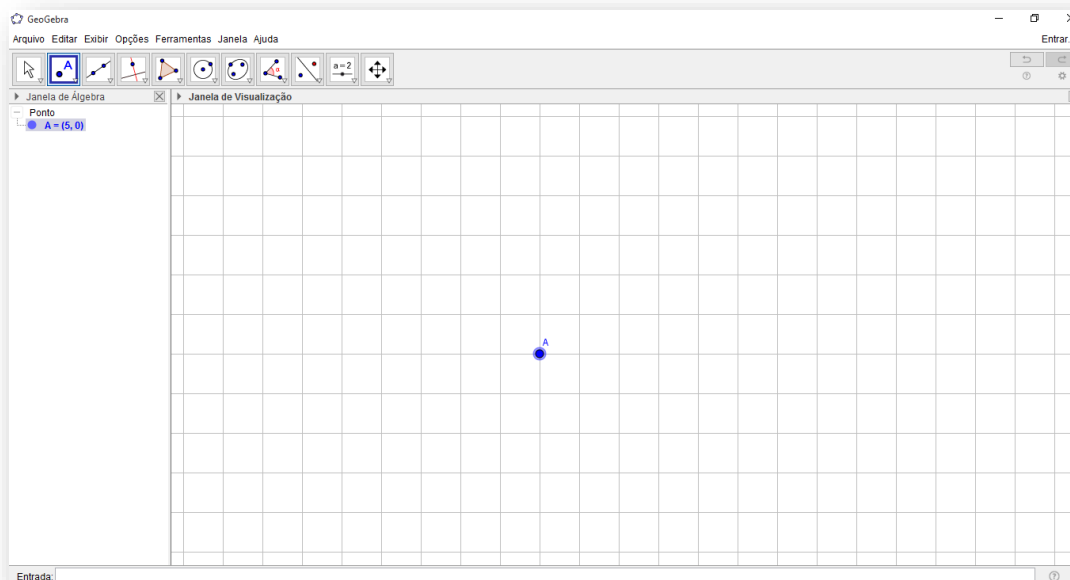 GeoGebra
Arquivo Editar Exibir Opções Ferramentas Janela Ajuda Entrar.
A α a=2
Janela de Álgebra Janela de Visualização
Ponto
A = (5, 0)
A
Entrada: